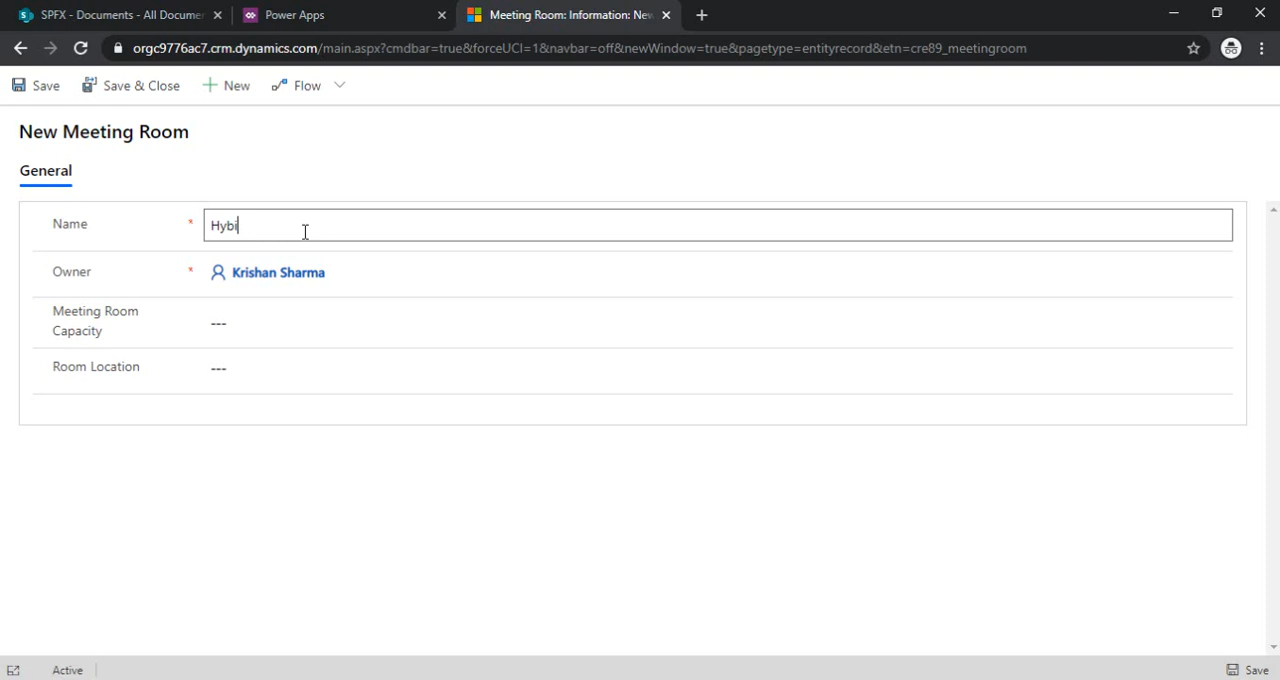 SPFX - Documents - All Docume
Power Apps
Meeting Room: Information: New
orgc9776ac7.crm.dynamics.com/main.aspx?cmdbar=true&forceUCI=1&navbar=off&newWindow=true&pagetype=entityrecord&etn=cre89_meetingroom
Save
Save & Close
New
Flow
New Meeting Room
General
Name * Hybi
Owner * Krishan Sharma
Meeting Room
Capacity
---
Room Location ---
Active
Save